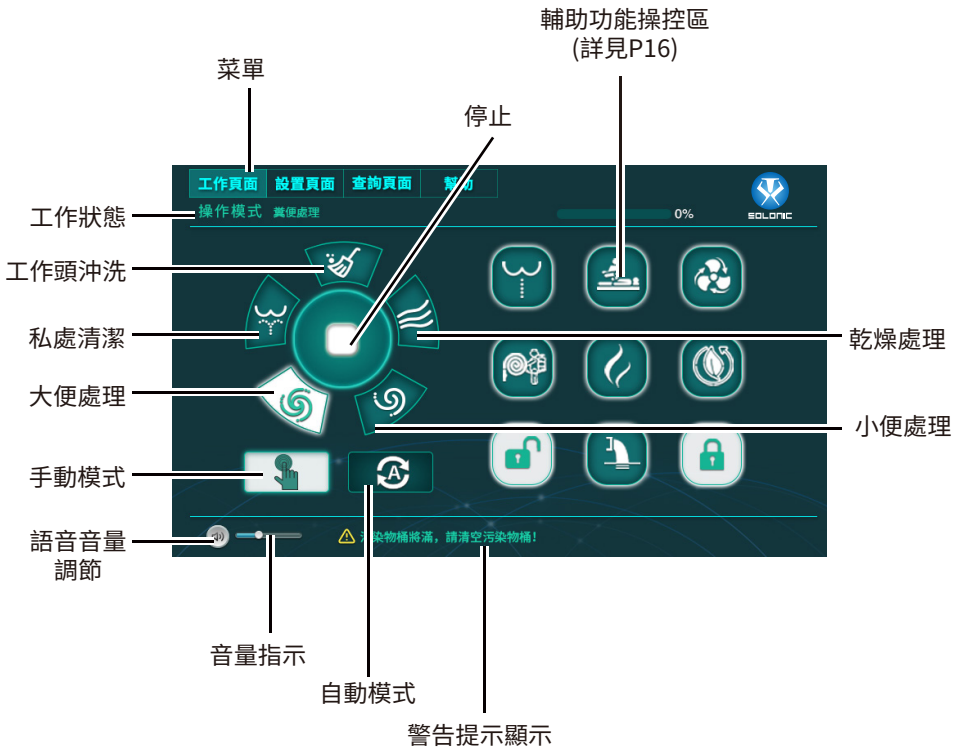 輔助功能操控區
(詳見P16)
菜單
停止
工作頁面 設置頁面 查詢頁面 幫助
工作狀態
操作模式 糞便處理
0%
SOLONIC
工作頭沖洗
私處清潔
乾燥處理
大便處理
小便處理
手動模式
A
語音音量
調節
污染物桶將滿，請清空污染物桶！
音量指示
自動模式
警告提示顯示